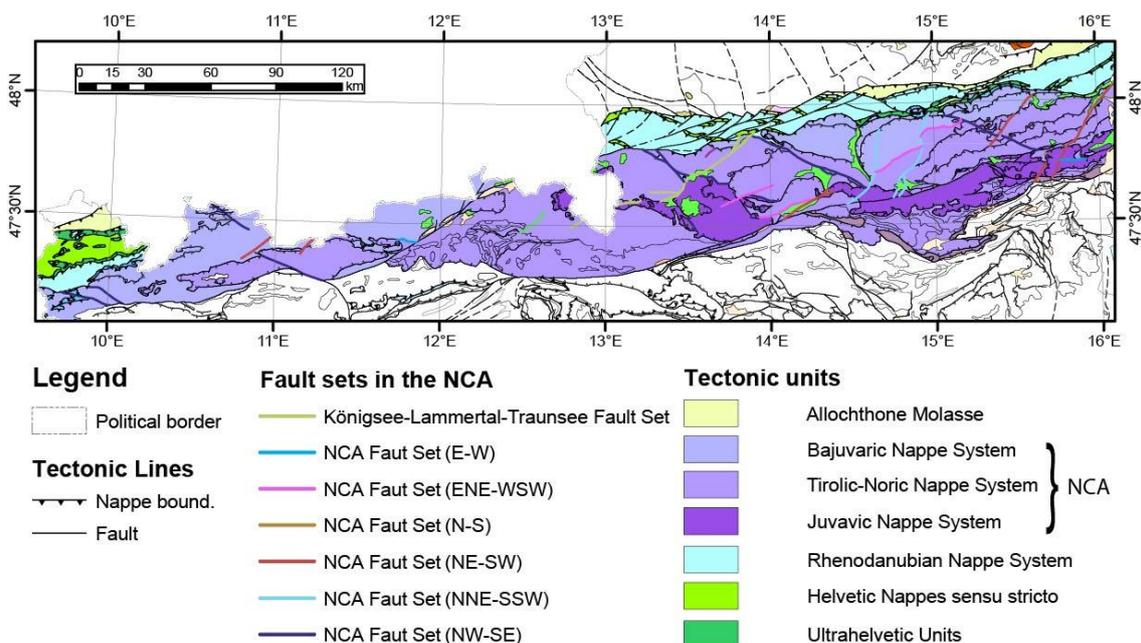 10°E 11°E 12°E 13°E 14°E 15°E 16°E
0 15 30 60 90 120
km
48°N 48°N
47°30'N 47°30'N
10°E 11°E 12°E 13°E 14°E 15°E 16°E
Legend
Political border
Tectonic Lines
Nappe bound.
Fault
Fault sets in the NCA
Königsee-Lammertal-Traunsee Fault Set
NCA Faut Set (E-W)
NCA Faut Set (ENE-WSW)
NCA Faut Set (N-S)
NCA Faut Set (NE-SW)
NCA Faut Set (NNE-SSW)
NCA Faut Set (NW-SE)
Tectonic units
Allochthone Molasse
Bajuvaric Nappe System
Tirolic-Noric Nappe System
Juvavic Nappe System
NCA
Rhenodanubian Nappe System
Helvetic Nappes sensu stricto
Ultrahelvetic Units